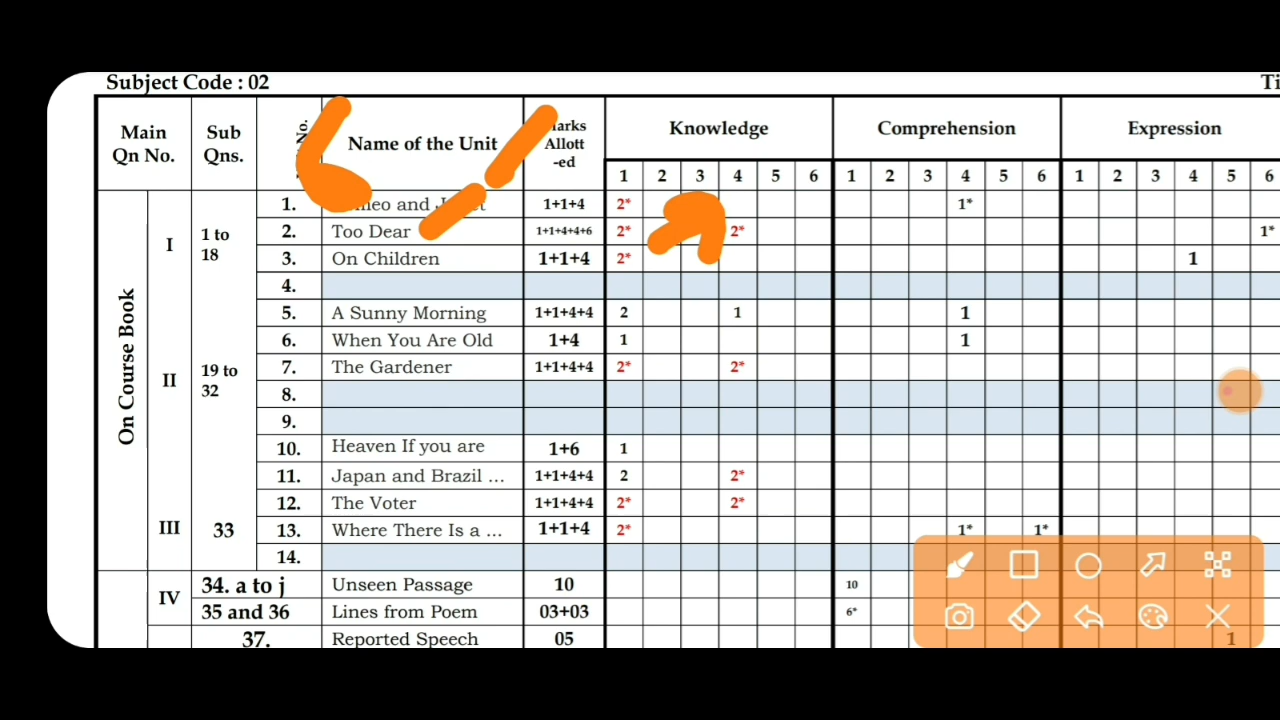 Subject Code : 02 Ti
Main Qn No. Sub Qns. No. Name of the Unit Marks Allott -ed Knowledge Comprehension Expression
1 2 3 4 5 6 1 2 3 4 5 6 1 2 3 4 5 6
On Course Book
I 1 to 18
1. Romeo and Juliet 1+1+4 2* 1*
2. Too Dear 1+1+4+4+6 2* 2* 1*
3. On Children 1+1+4 2* 1
4.
II 19 to 32
5. A Sunny Morning 1+1+4+4 2 1 1
6. When You Are Old 1+4 1 1
7. The Gardener 1+1+4+4 2* 2*
8.
9.
10. Heaven If you are 1+6 1
11. Japan and Brazil ... 1+1+4+4 2 2*
12. The Voter 1+1+4+4 2* 2*
III 33 13. Where There Is a ... 1+1+4 2* 1* 1*
14.
IV 34. a to j Unseen Passage 10 10
35 and 36 Lines from Poem 03+03 6*
37. Reported Speech 05 1